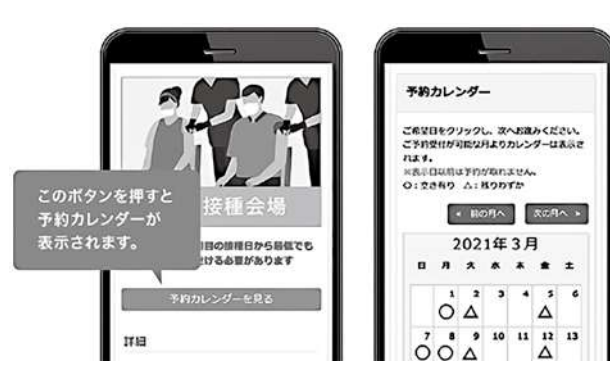 このボタンを押すと
予約カレンダーが
表示されます。
接種会場
回目の接種日から最低でも
ける必要があります
予約カレンダーを見る
詳細
予約カレンダー
ご希望日をクリックし、次へお進みください。
ご予約受付が可能な月よりカレンダーは表示さ
れます。
※表示日以前は予約が取れません。
○：空き有り △：残りわずか
◂ 前の月へ 次の月へ ▸
2021年3月
日 月 火 水 木 金 土
1 2 3 4 5 6
○ △ △
7 8 9 10 11 12 13
○ ○ △ △